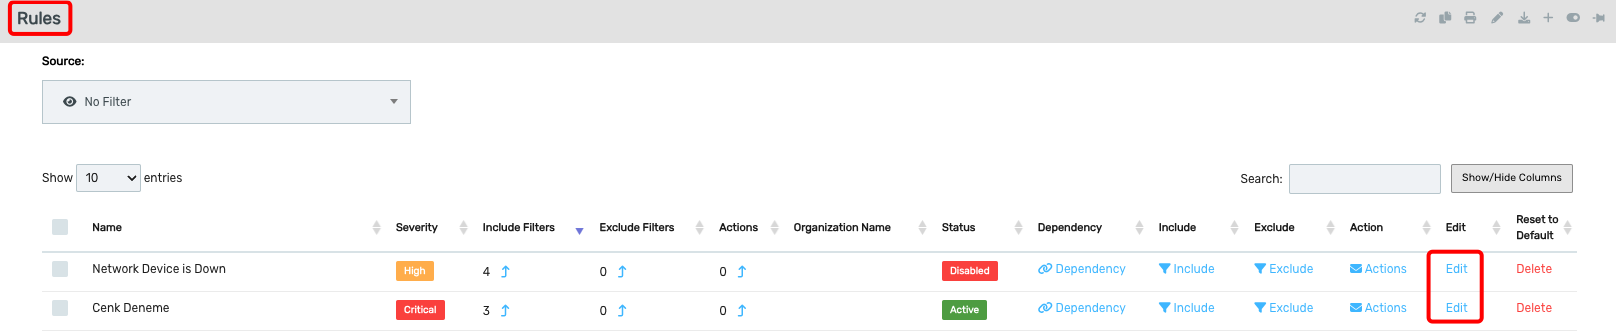 Rules
Source:
No Filter
Show 10 entries
Search:
Show/Hide Columns
Name Severity Include Filters Exclude Filters Actions Organization Name Status Dependency Include Exclude Action Edit Reset to Default
Network Device is Down High 4 0 0 Disabled Dependency Include Exclude Actions Edit Delete
Cenk Deneme Critical 3 0 0 Active Dependency Include Exclude Actions Edit Delete